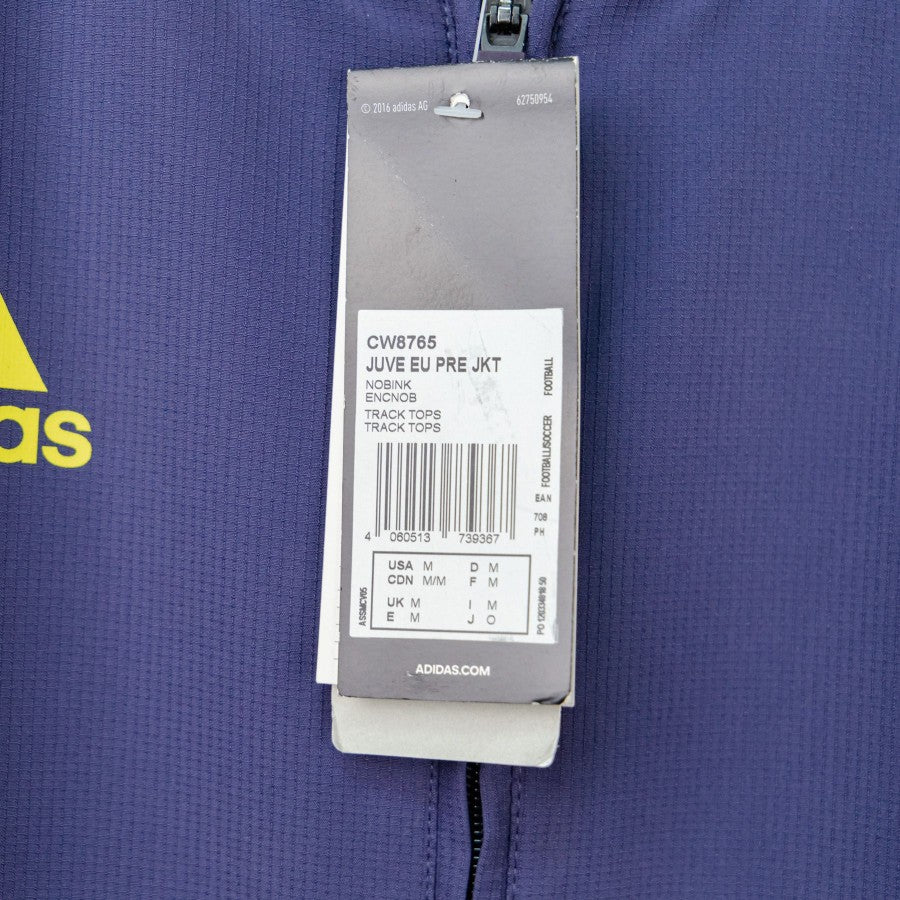 © 2016 adidas AG
62750954
CW8765
JUVE EU PRE JKT
NOBINK
ENCNOB
TRACK TOPS
TRACK TOPS
FOOTBALL/SOCCER FOOTBALL
EAN
708
PH
4 060513 739367
USA M D M
CDN M/M F M
UK M I M
E M J O
ADIDAS.COM
das